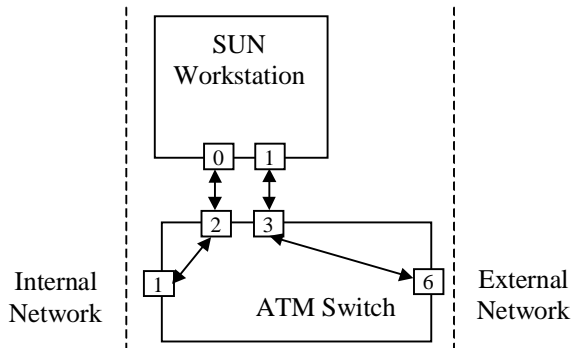 SUN
Workstation
0
1
2
3
1
6
Internal
Network
ATM Switch
External
Network